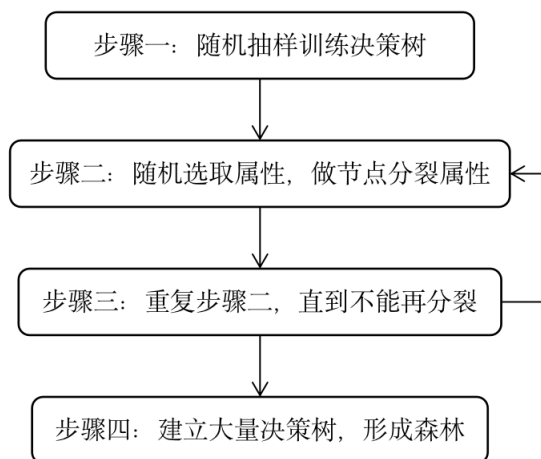 步骤一：随机抽样训练决策树
步骤二：随机选取属性，做节点分裂属性
步骤三：重复步骤二，直到不能再分裂
步骤四：建立大量决策树，形成森林